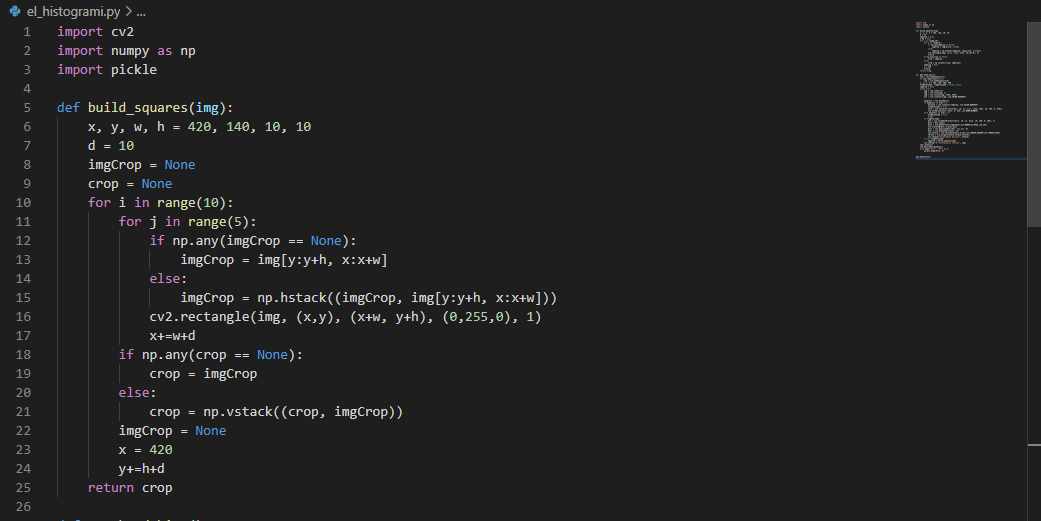 el_histogrami.py > ...
1 import cv2
2 import numpy as np
3 import pickle
4
5 def build_squares(img):
6     x, y, w, h = 420, 140, 10, 10
7     d = 10
8     imgCrop = None
9     crop = None
10     for i in range(10):
11         for j in range(5):
12             if np.any(imgCrop == None):
13                 imgCrop = img[y:y+h, x:x+w]
14             else:
15                 imgCrop = np.hstack((imgCrop, img[y:y+h, x:x+w]))
16             cv2.rectangle(img, (x,y), (x+w, y+h), (0,255,0), 1)
17             x+=w+d
18         if np.any(crop == None):
19             crop = imgCrop
20         else:
21             crop = np.vstack((crop, imgCrop))
22         imgCrop = None
23         x = 420
24         y+=h+d
25     return crop
26